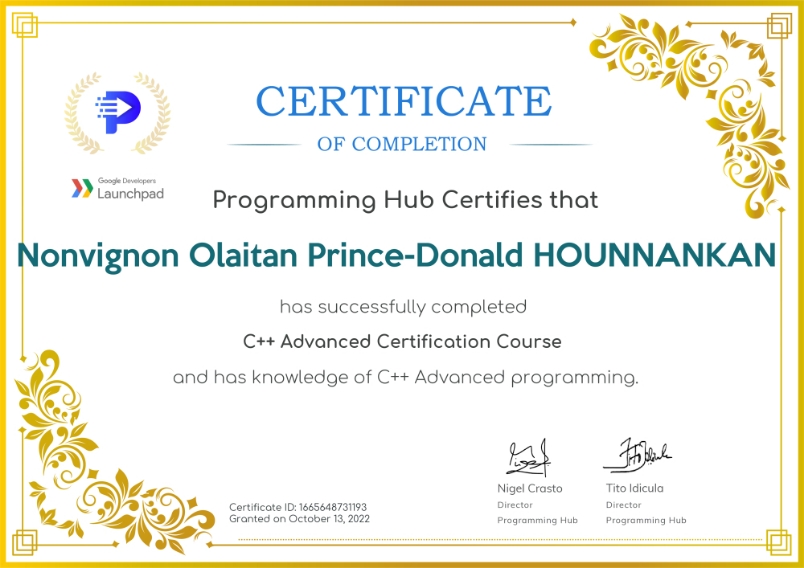 CERTIFICATE
OF COMPLETION
Google Developers
Launchpad
Programming Hub Certifies that
Nonvignon Olaitan Prince-Donald HOUNNANKAN
has successfully completed
C++ Advanced Certification Course
and has knowledge of C++ Advanced programming.
Nigel Crasto
Director
Programming Hub
Tito Idicula
Director
Programming Hub
Certificate ID: 1665648731193
Granted on October 13, 2022